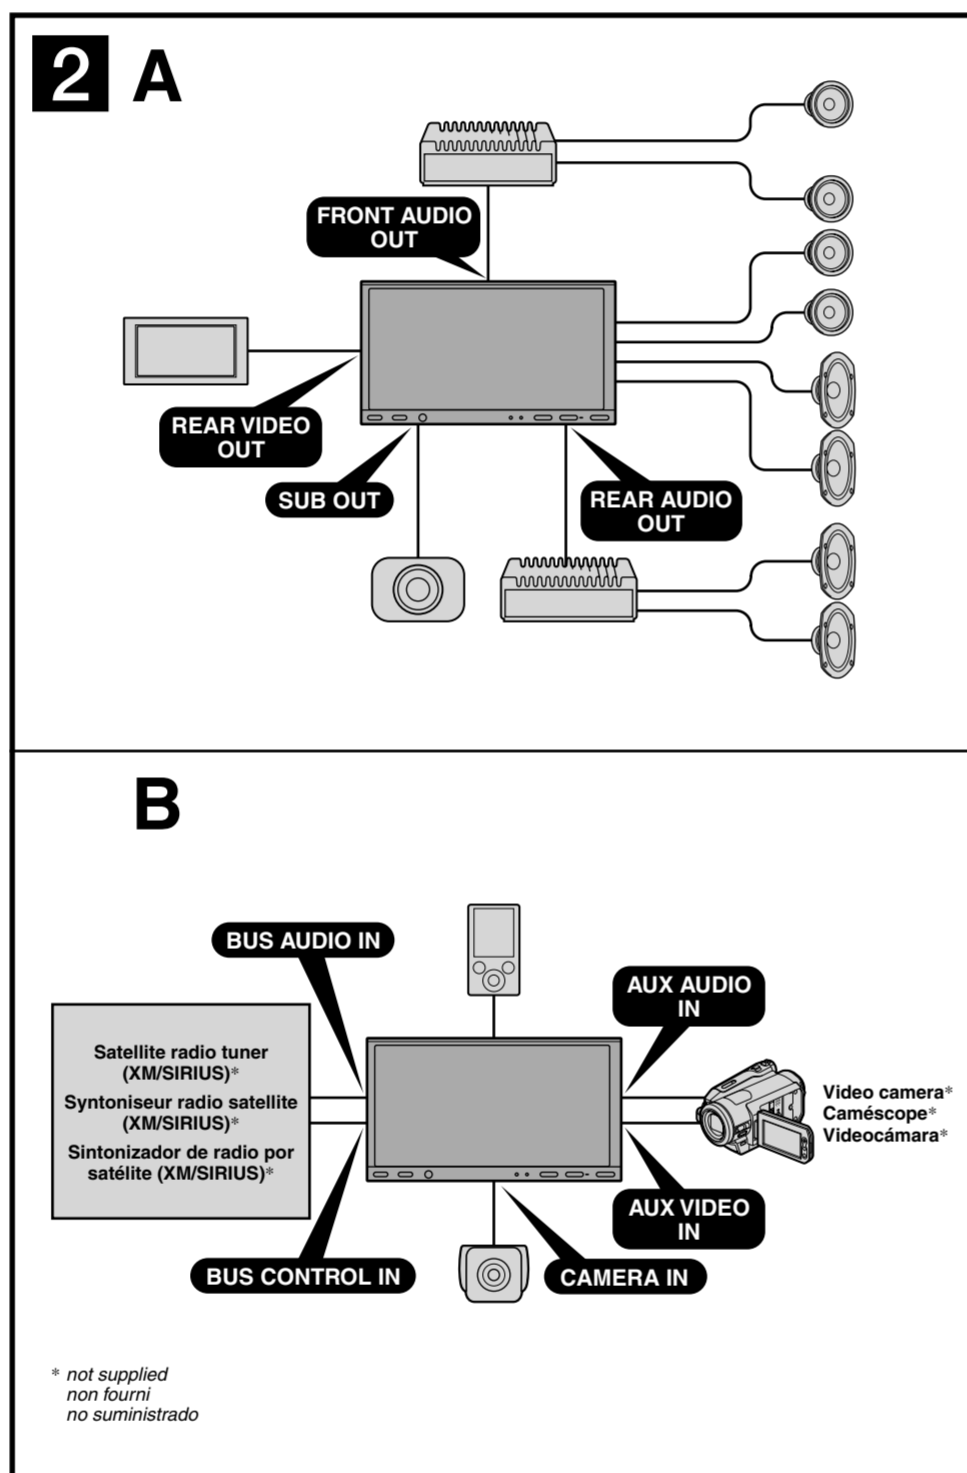 2 A
FRONT AUDIO
OUT
REAR VIDEO
OUT
SUB OUT
REAR AUDIO
OUT
B
BUS AUDIO IN
AUX AUDIO
IN
Satellite radio tuner
(XM/SIRIUS)*
Syntoniseur radio satellite
(XM/SIRIUS)*
Sintonizador de radio por
satélite (XM/SIRIUS)*
Video camera*
Caméscope*
Videocámara*
AUX VIDEO
IN
BUS CONTROL IN
CAMERA IN
* not supplied
non fourni
no suministrado